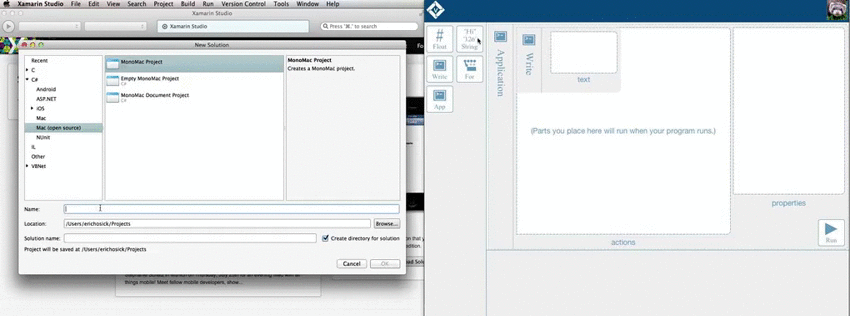 Xamarin Studio File Edit View Search Project Build Run Version Control Tools Window Help
Xamarin Studio
Press '⌘.' to search
New Solution
Recent
C
C#
Android
ASP.NET
iOS
Mac
Mac (open source)
NUnit
IL
Other
VBNet
MonoMac Project
C#
Empty MonoMac Project
C#
MonoMac Document Project
C#
MonoMac Project
Creates a MonoMac project.
Name:
Location: /Users/erichosick/Projects Browse...
Solution name: Create directory for solution
Project will be saved at /Users/erichosick/Projects
Cancel OK
things mobile! Meet fellow mobile developers, show...
#
Float
"Hi"
String
Write
For
App
Application
Write
text
(Parts you place here will run when your program runs.)
actions
properties
Run